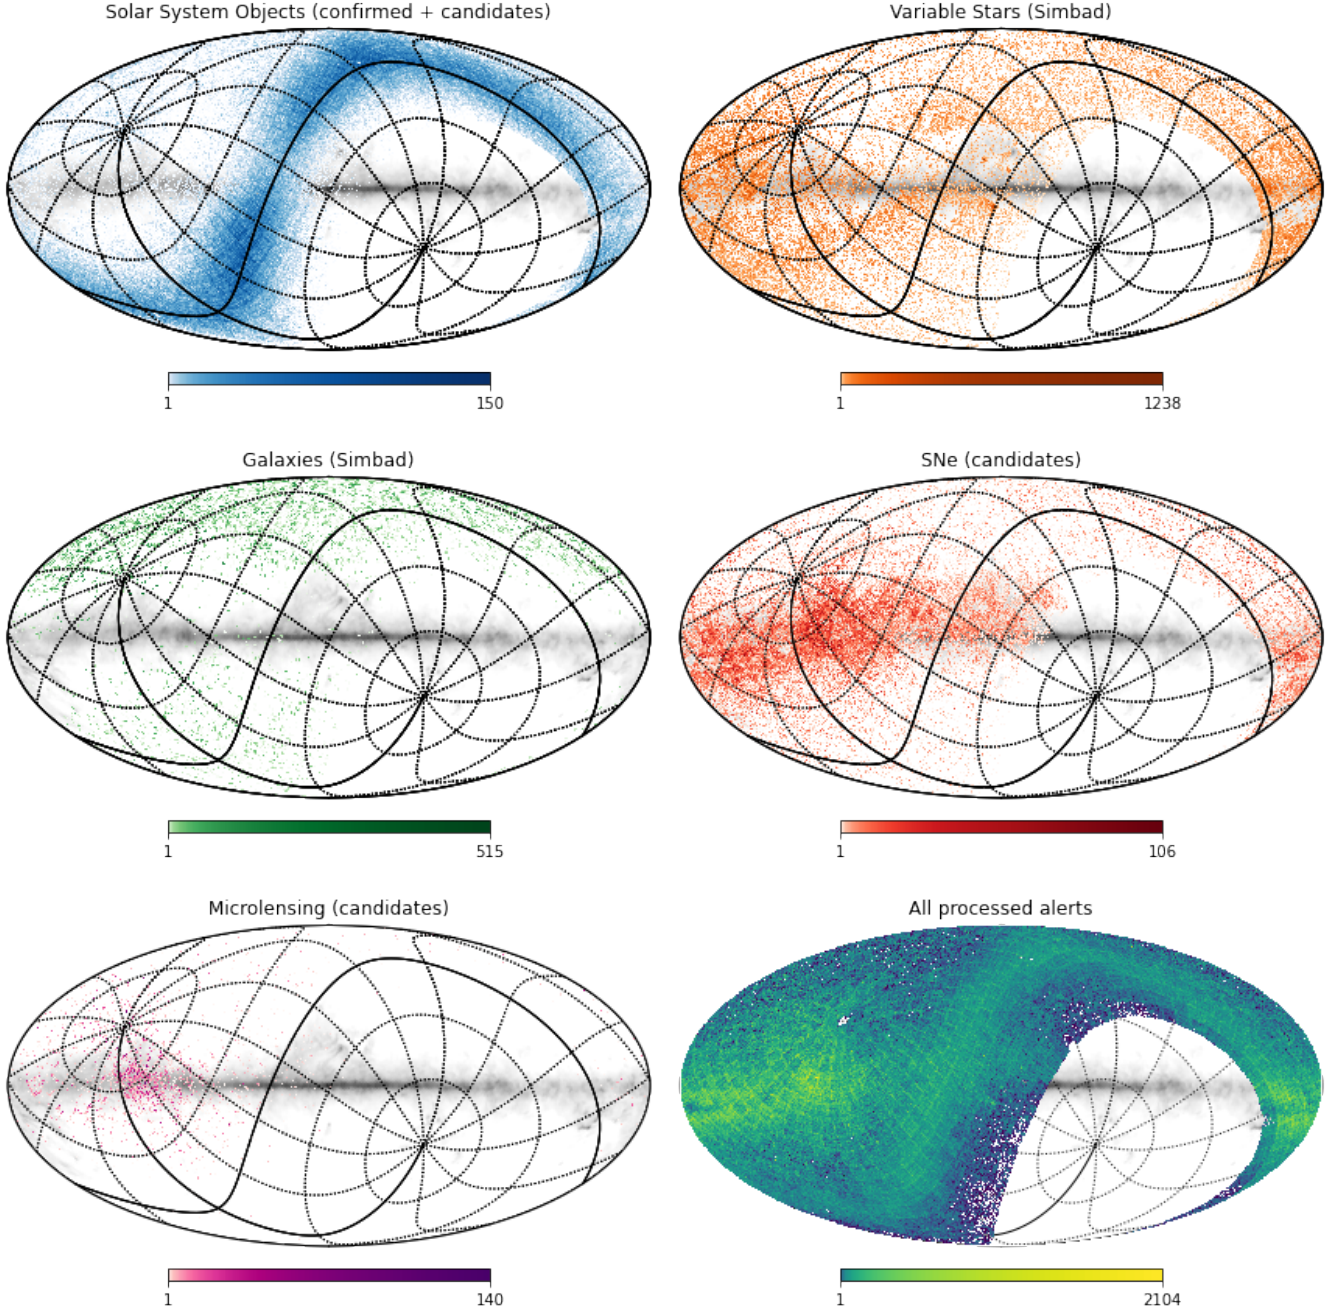 Solar System Objects (confirmed + candidates)
Variable Stars (Simbad)
1 150
1 1238
Galaxies (Simbad)
SNe (candidates)
1 515
1 106
Microlensing (candidates)
All processed alerts
1 140
1 2104